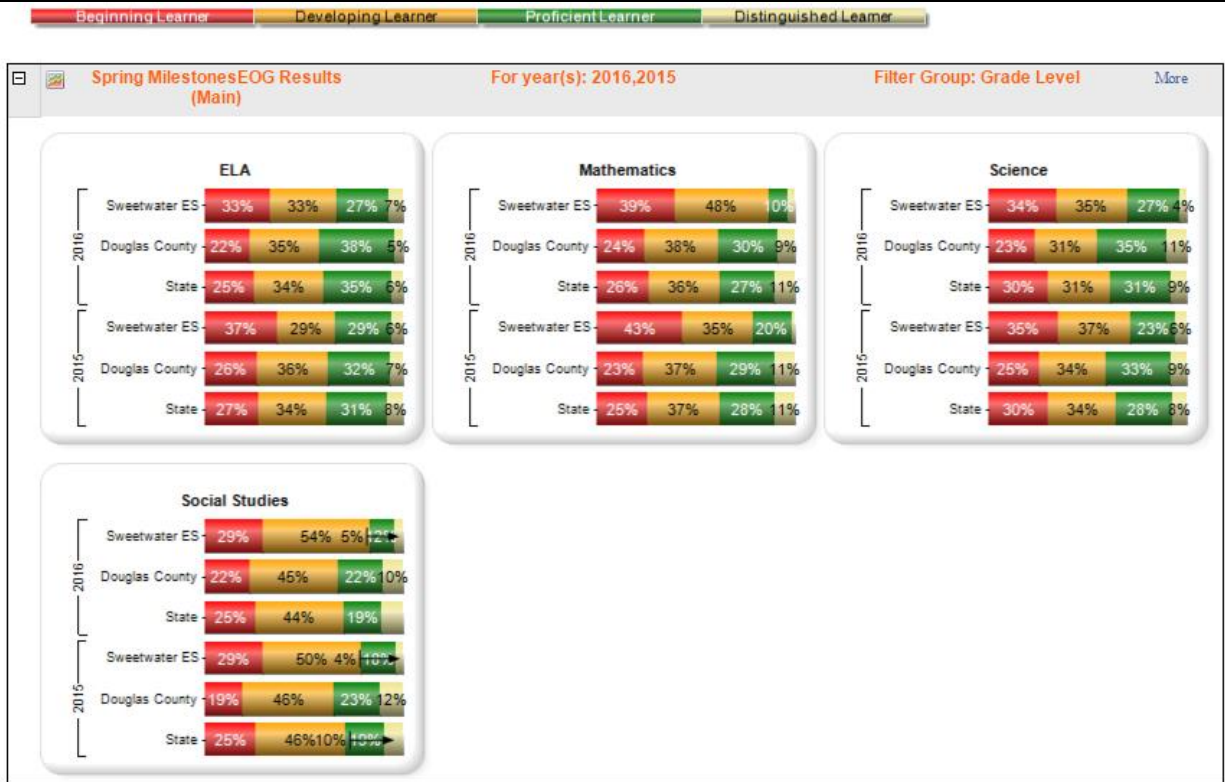 Beginning Learner Developing Learner Proficient Learner Distinguished Learner
Spring MilestonesEOG Results For year(s): 2016,2015 Filter Group: Grade Level More
(Main)
ELA
2016
Sweetwater ES 33% 33% 27% 7%
Douglas County 22% 35% 38% 5%
State 25% 34% 35% 6%
2015
Sweetwater ES 37% 29% 29% 6%
Douglas County 26% 36% 32% 7%
State 27% 34% 31% 8%
Mathematics
2016
Sweetwater ES 39% 48% 10%
Douglas County 24% 38% 30% 9%
State 26% 36% 27% 11%
2015
Sweetwater ES 43% 35% 20%
Douglas County 23% 37% 29% 11%
State 25% 37% 28% 11%
Science
2016
Sweetwater ES 34% 35% 27% 4%
Douglas County 23% 31% 35% 11%
State 30% 31% 31% 9%
2015
Sweetwater ES 35% 37% 23% 6%
Douglas County 25% 34% 33% 9%
State 30% 34% 28% 8%
Social Studies
2016
Sweetwater ES 29% 54% 5% 12%
Douglas County 22% 45% 22% 10%
State 25% 44% 19%
2015
Sweetwater ES 29% 50% 4%
Douglas County 19% 46% 23% 12%
State 25% 46% 10% 19%